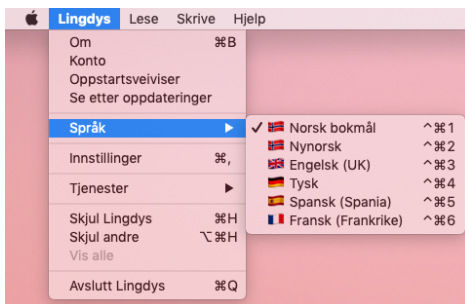 Lingdys Lese Skrive Hjelp
Om ⌘B
Konto
Oppstartsveiviser
Se etter oppdateringer
Språk ▶
✓ Norsk bokmål ^⌘1
Nynorsk ^⌘2
Engelsk (UK) ^⌘3
Tysk ^⌘4
Spansk (Spania) ^⌘5
Fransk (Frankrike) ^⌘6
Innstillinger ⌘,
Tjenester ▶
Skjul Lingdys ⌘H
Skjul andre ⌥⌘H
Vis alle
Avslutt Lingdys ⌘Q